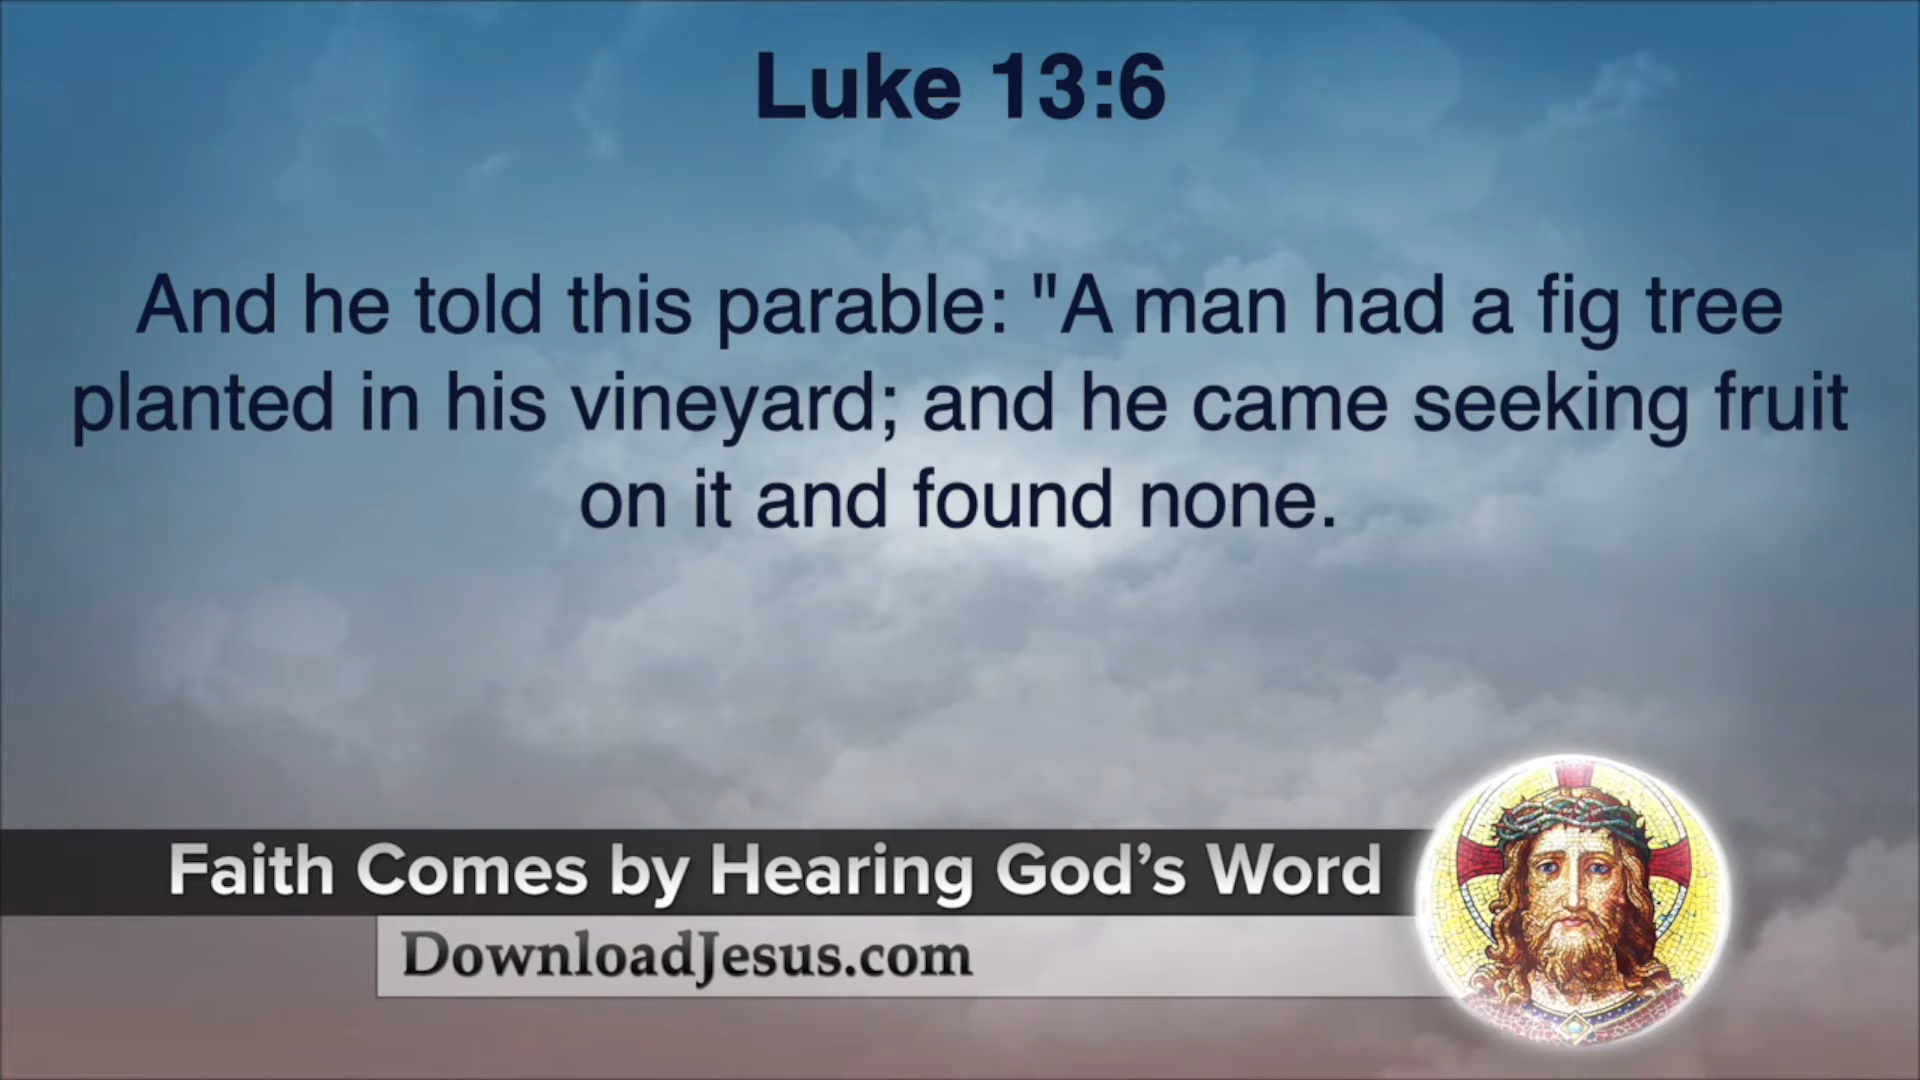 Luke 13:6
And he told this parable: "A man had a fig tree
planted in his vineyard; and he came seeking fruit
on it and found none.
Faith Comes by Hearing God’s Word
DownloadJesus.com